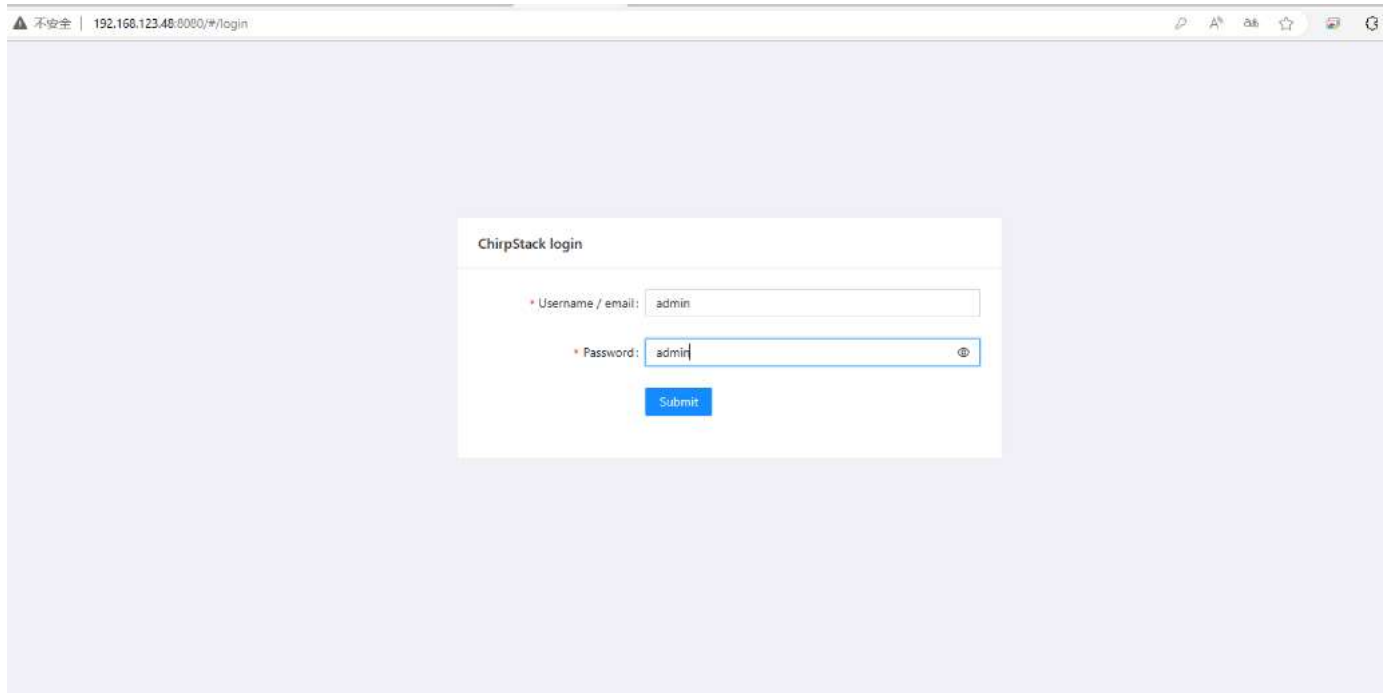 不安全 | 192.168.123.48:8080/#/login
ChirpStack login
* Username / email: admin
* Password: admin
Submit